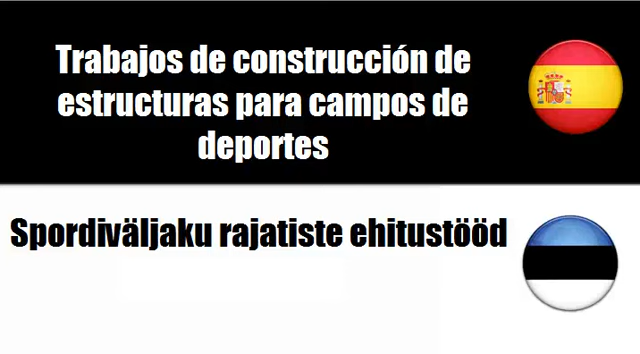 Trabajos de construcción de
estructuras para campos de
deportes
Spordiväljaku rajatiste ehitustööd